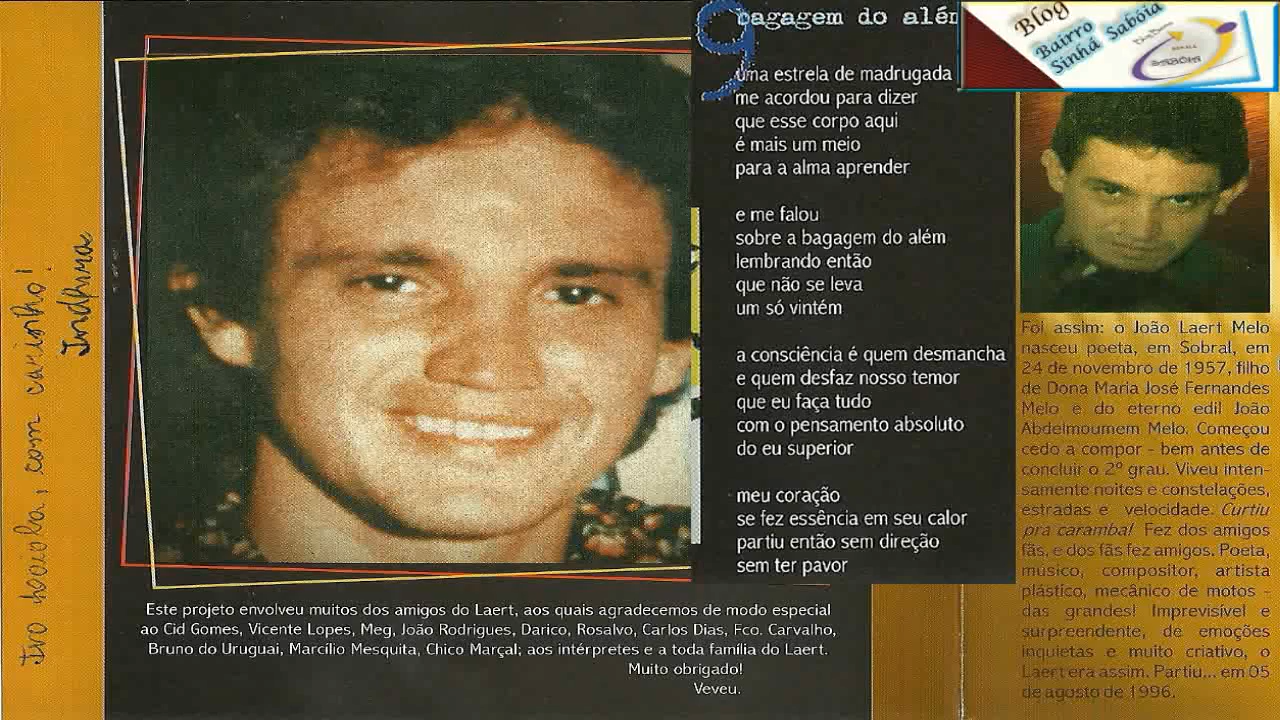 9
bagagem do alé
uma estrela de madrugada
me acordou para dizer
que esse corpo aqui
é mais um meio
para a alma aprender
e me falou
sobre a bagagem do além
lembrando então
que não se leva
um só vintém
a consciência é quem desmancha
e quem desfaz nosso temor
que eu faça tudo
com o pensamento absoluto
do eu superior
meu coração
se fez essência em seu calor
partiu então sem direção
sem ter pavor
Blog
Bairro
Sinhá Sabóia
Foi assim: o João Laert Melo
nasceu poeta, em Sobral, em
24 de novembro de 1957, filho
de Dona Maria José Fernandes
Melo e do eterno edil João
Abdelmoumem Melo. Começou
cedo a compor - bem antes de
concluir o 2º grau. Viveu inten-
samente noites e constelações,
estradas e velocidade. Curtiu
pra caramba! Fez dos amigos
fãs, e dos fãs fez amigos. Poeta,
músico, compositor, artista
plástico, mecânico de motos -
das grandes! Imprevisível e
surpreendente, de emoções
inquietas e muito criativo, o
Laert era assim. Partiu... em 05
de agosto de 1996.
Este projeto envolveu muitos dos amigos do Laert, aos quais agradecemos de modo especial
ao Cid Gomes, Vicente Lopes, Meg, João Rodrigues, Darico, Rosalvo, Carlos Dias, Fco. Carvalho,
Bruno do Uruguai, Marcílio Mesquita, Chico Marçal; aos intérpretes e a toda família do Laert.
Muito obrigado!
Veveu.
com carinho!